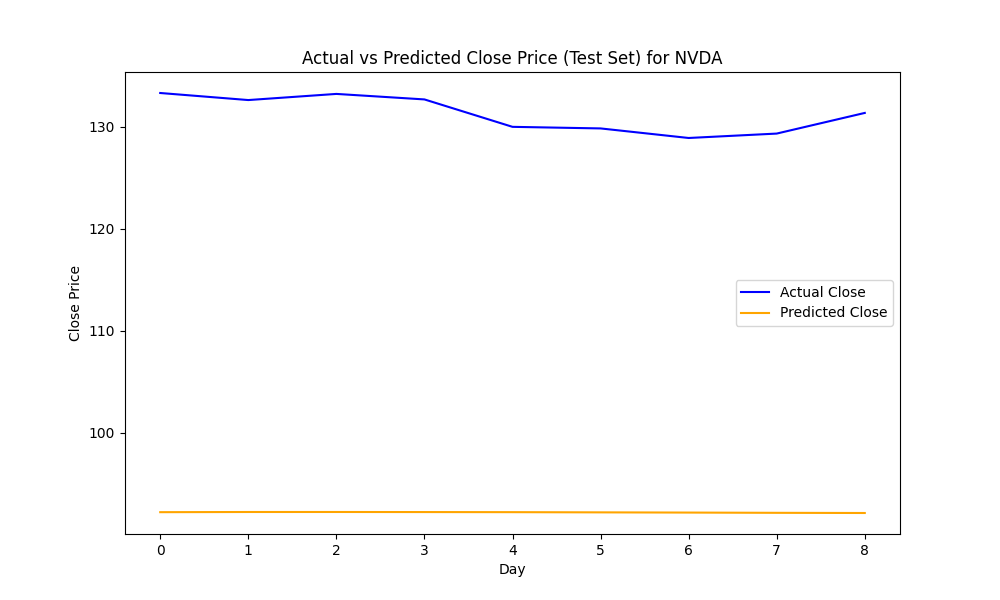 Actual vs Predicted Close Price (Test Set) for NVDA
Close Price
130
120
110
100
Actual Close
Predicted Close
0 1 2 3 4 5 6 7 8
Day